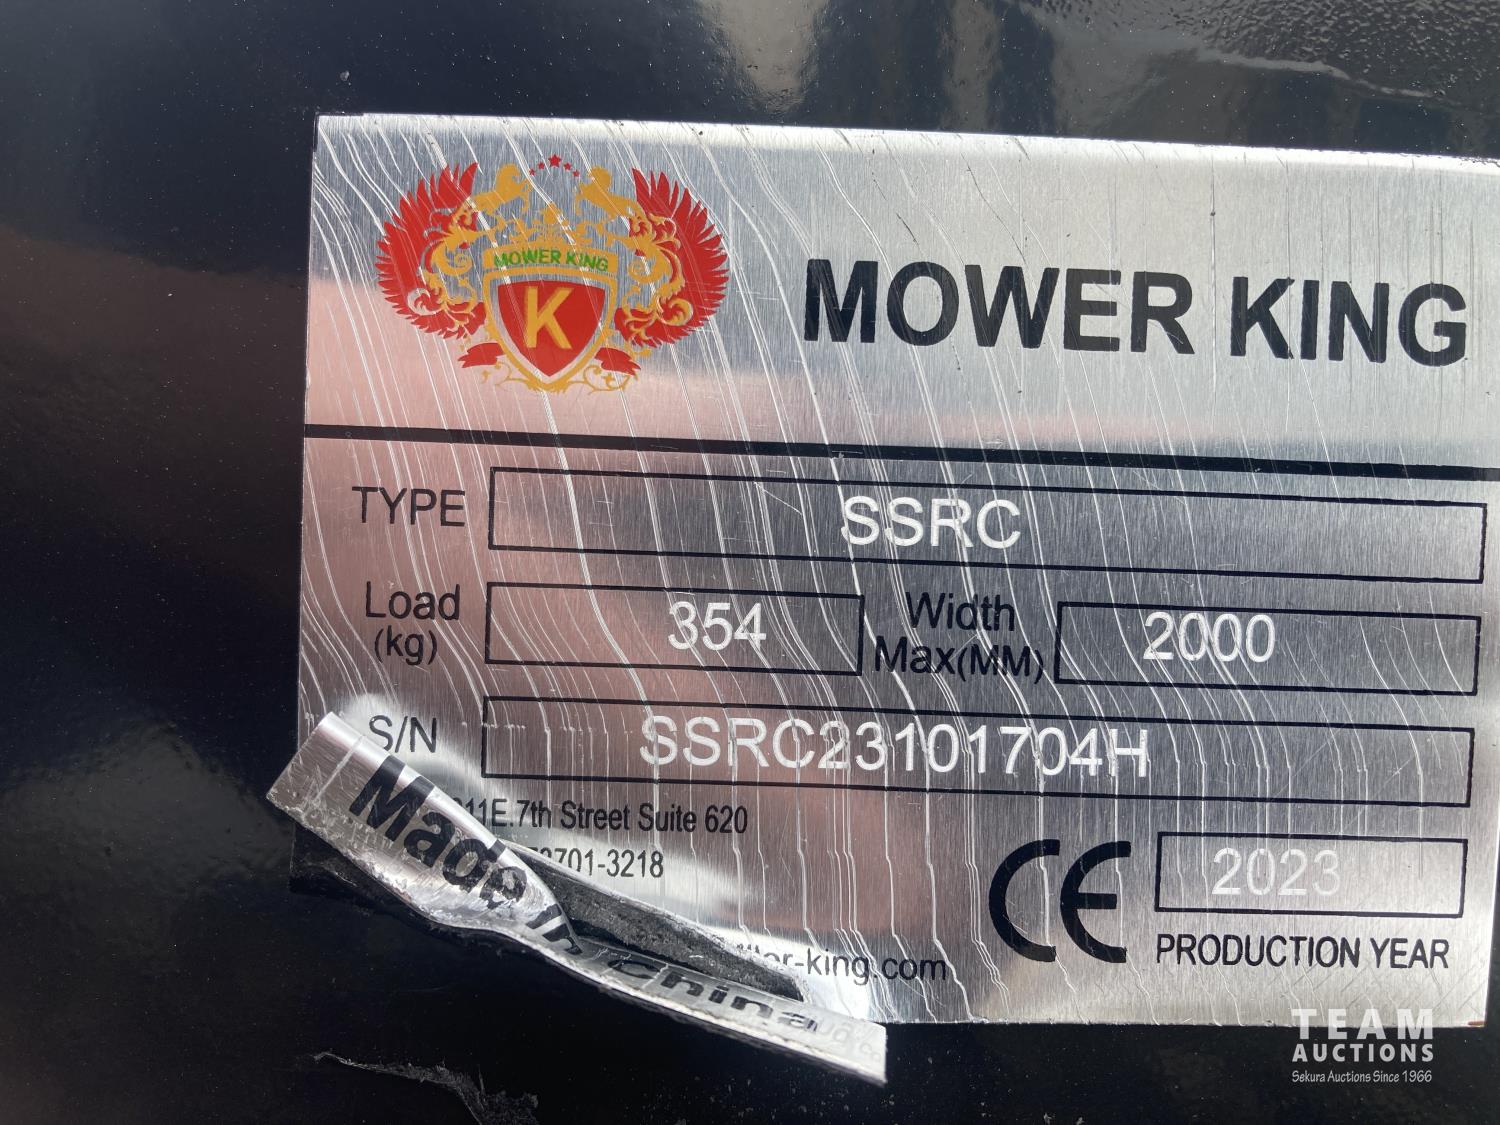 MOWER KING
K
MOWER KING
TYPE SSRC
Load (kg) 354 Width Max(MM) 2000
S/N SSRC23101704H
11E.7th Street Suite 620
701-3218
r-king.com
Made in China
CE
2023
PRODUCTION YEAR
TEAM
AUCTIONS
Sekura Auctions Since 1966